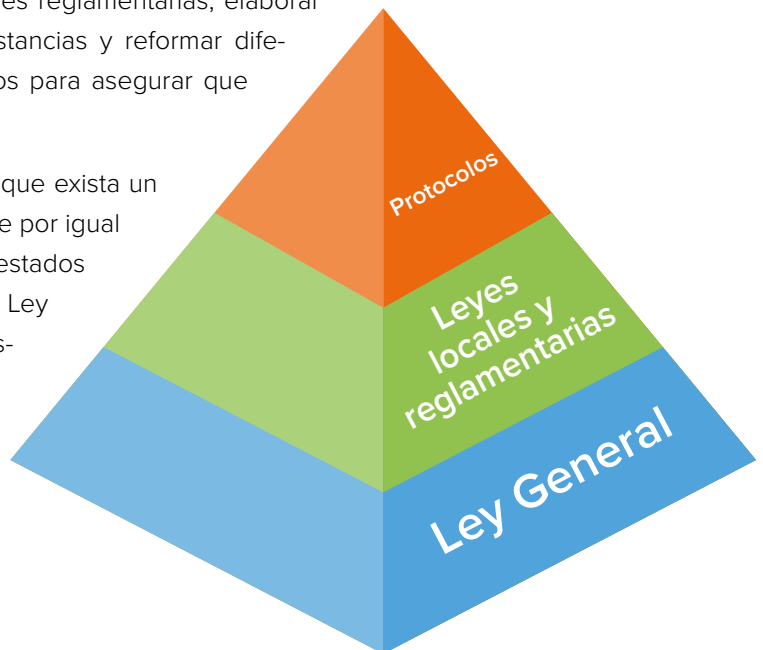 es reglamentarias, elaborar
stancias y reformar dife-
os para asegurar que
que exista un
e por igual
estados
Ley
s-
Protocolos
Leyes
locales y
reglamentarias
Ley General